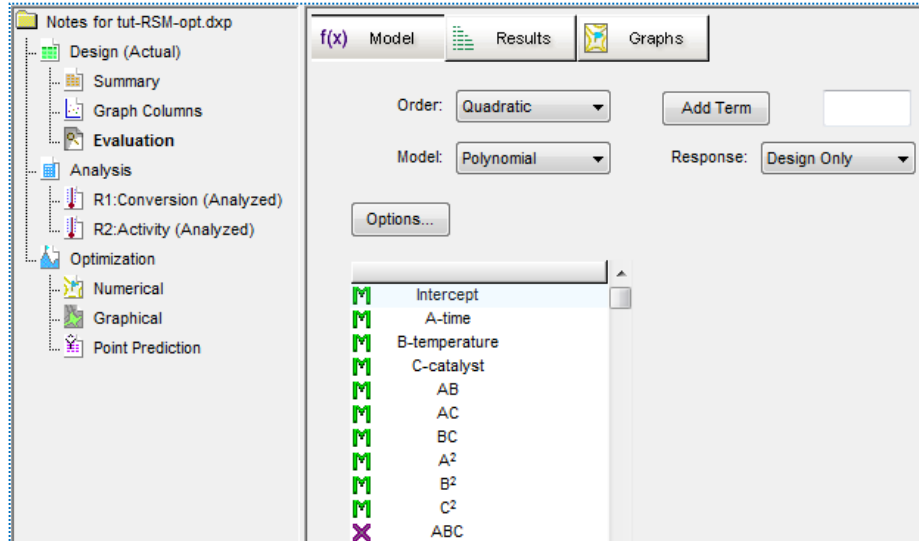 Notes for tut-RSM-opt.dxp
Design (Actual)
Summary
Graph Columns
Evaluation
Analysis
R1:Conversion (Analyzed)
R2:Activity (Analyzed)
Optimization
Numerical
Graphical
Point Prediction
f(x) Model Results Graphs
Order: Quadratic Add Term
Model: Polynomial Response: Design Only
Options...
Intercept
A-time
B-temperature
C-catalyst
AB
AC
BC
A²
B²
C²
ABC